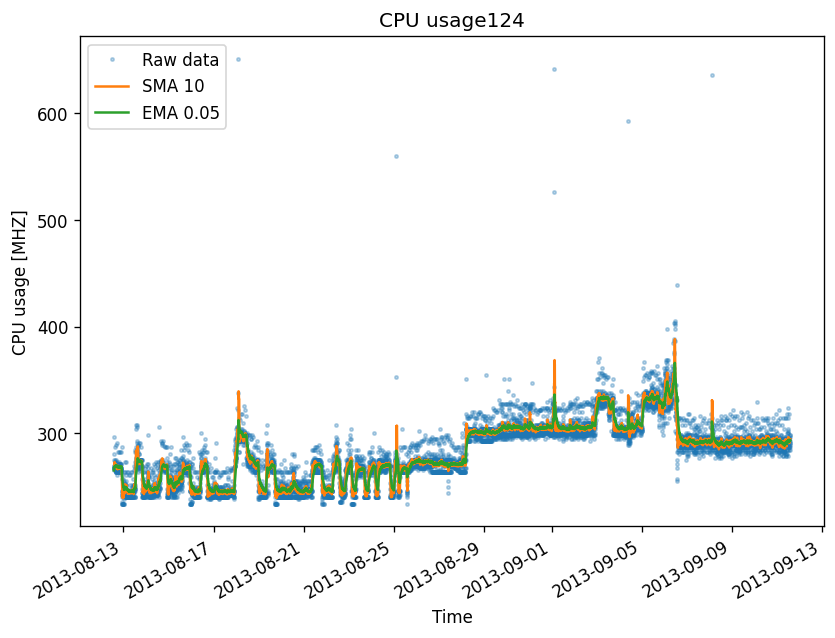 CPU usage124
Raw data
SMA 10
EMA 0.05
CPU usage [MHZ]
600
500
400
300
2013-08-13
2013-08-17
2013-08-21
2013-08-25
2013-08-29
2013-09-01
2013-09-05
2013-09-09
2013-09-13
Time